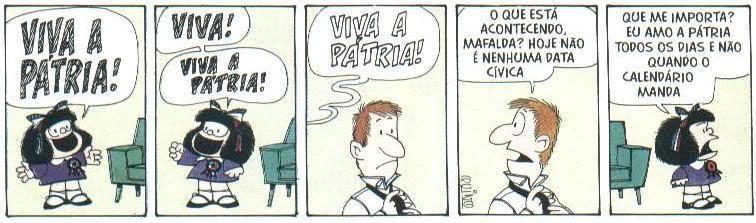 VIVA A
PÁTRIA!
VIVA!
VIVA A
PÁTRIA!
VIVA A
PÁTRIA!
O QUE ESTÁ
ACONTECENDO,
MAFALDA? HOJE NÃO
É NENHUMA DATA
CÍVICA
QUINO
QUE ME IMPORTA?
EU AMO A PÁTRIA
TODOS OS DIAS E NÃO
QUANDO O
CALENDÁRIO
MANDA